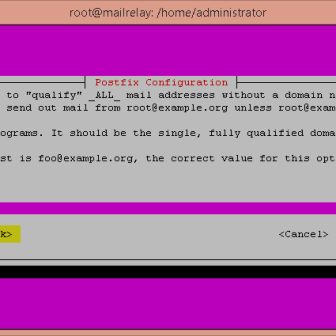 root@mailrelay: /home/administrator
Postfix Configuration
to "qualify" _ALL_ mail addresses without a domain n
send out mail from root@example.org unless root@exam
ograms. It should be the single, fully qualified doma
st is foo@example.org, the correct value for this opt
k> <Cancel>